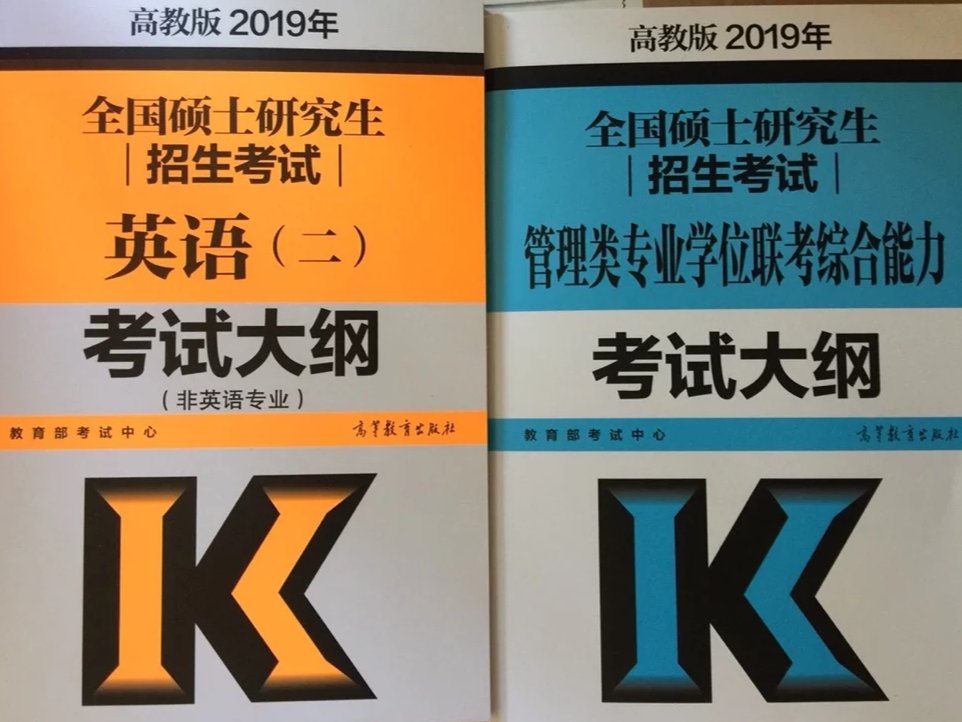 高教版 2019年
全国硕士研究生
招生考试
英语(二)
考试大纲
(非英语专业)
教育部考试中心 高等教育出版社
K
高教版 2019年
全国硕士研究生
招生考试
管理类专业学位联考综合能力
考试大纲
教育部考试中心 高等教育出版社
K